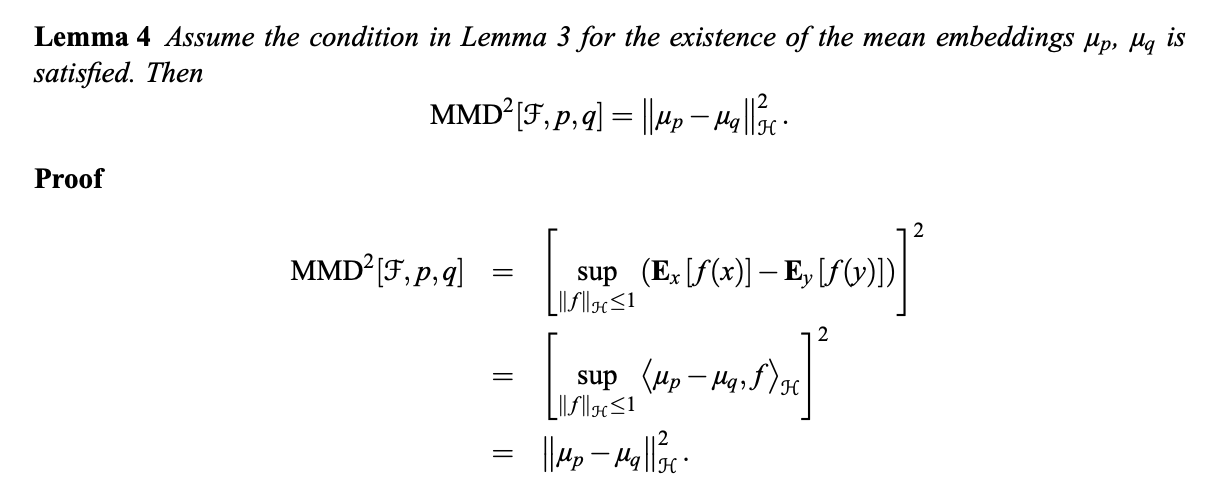 Lemma 4 Assume the condition in Lemma 3 for the existence of the mean embeddings μ_p, μ_q is
satisfied. Then
MMD²[ℱ, p, q] = ‖μ_p − μ_q‖²_ℋ .
Proof
MMD²[ℱ, p, q] = [ sup_{‖f‖_ℋ ≤ 1} (E_x [f(x)] − E_y [f(y)]) ]²
= [ sup_{‖f‖_ℋ ≤ 1} ⟨μ_p − μ_q, f⟩_ℋ ]²
= ‖μ_p − μ_q‖²_ℋ .